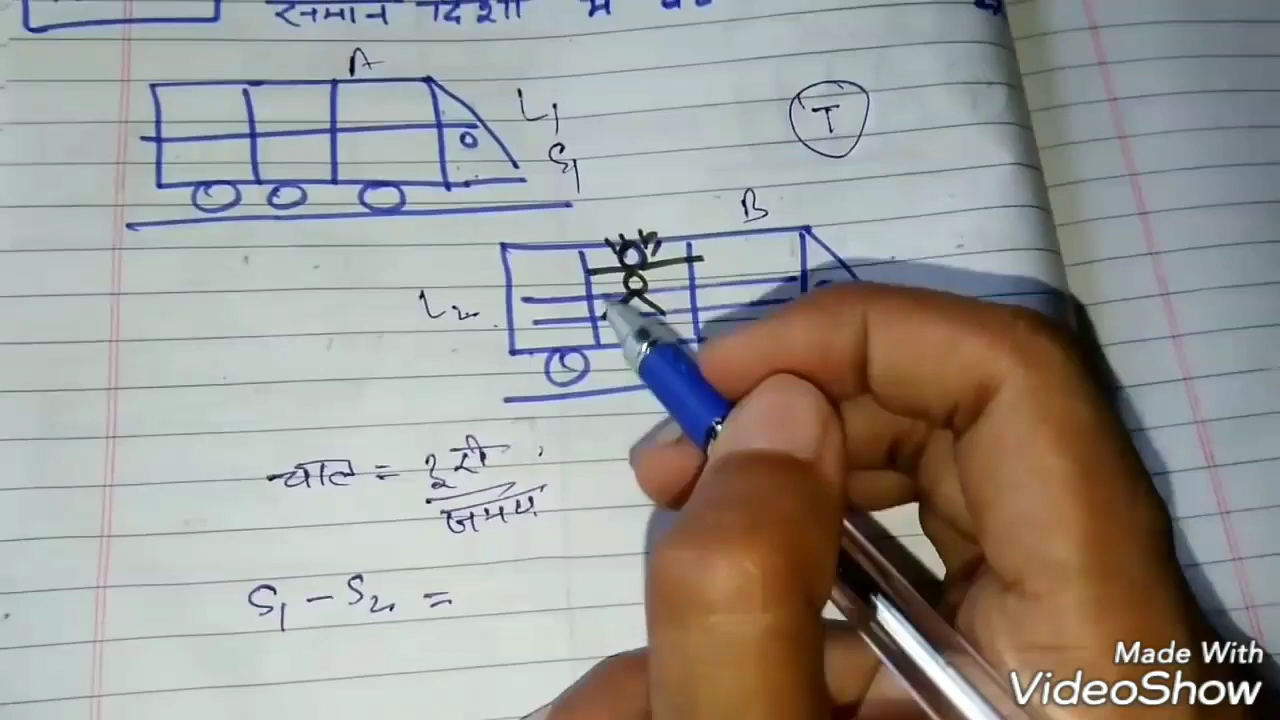 समान दिशा में
A
L₁
T
S₁
B
L₂
चाल = दूरी
समय
S₁ - S₂ =
Made With
VideoShow